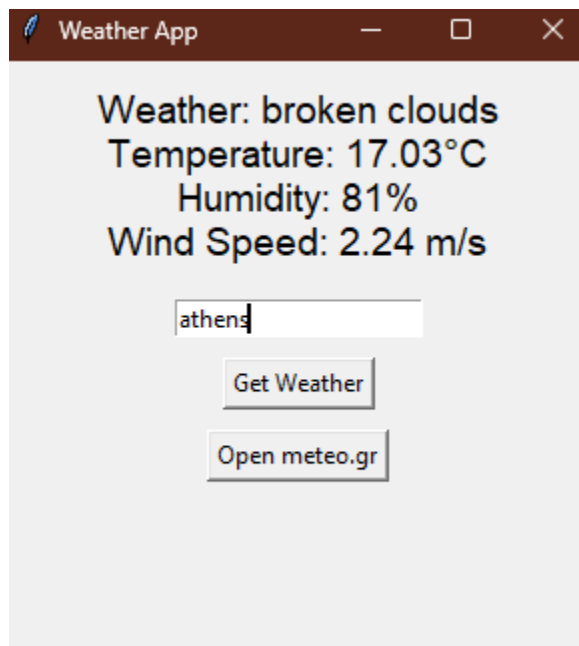 Weather App
Weather: broken clouds
Temperature: 17.03°C
Humidity: 81%
Wind Speed: 2.24 m/s
athens
Get Weather
Open meteo.gr